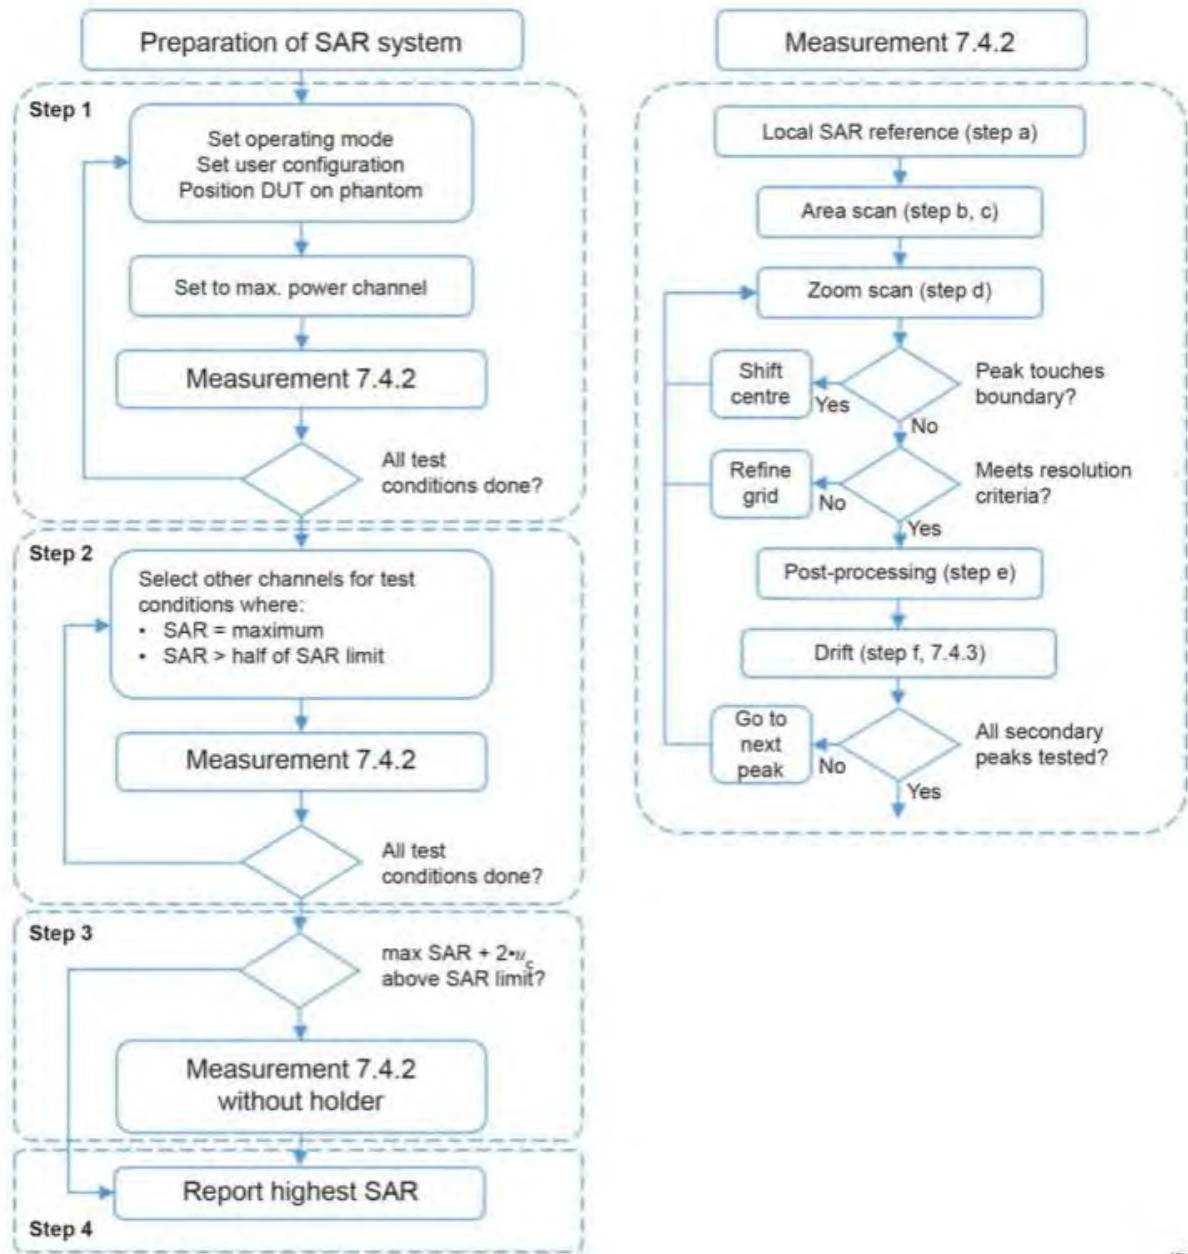 Preparation of SAR system
Step 1
Set operating mode
Set user configuration
Position DUT on phantom
Set to max. power channel
Measurement 7.4.2
All test
conditions done?
Step 2
Select other channels for test
conditions where:
• SAR = maximum
• SAR > half of SAR limit
Measurement 7.4.2
All test
conditions done?
Step 3
max SAR + 2•u_c
above SAR limit?
Measurement 7.4.2
without holder
Report highest SAR
Step 4
Measurement 7.4.2
Local SAR reference (step a)
Area scan (step b, c)
Zoom scan (step d)
Shift
centre
Yes
Peak touches
boundary?
No
Refine
grid
No
Meets resolution
criteria?
Yes
Post-processing (step e)
Drift (step f, 7.4.3)
Go to
next
peak
No
All secondary
peaks tested?
Yes